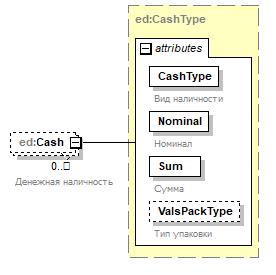 ed:CashType
attributes
CashType
Вид наличности
Nominal
Номинал
ed:Cash
0..
Денежная наличность
Sum
Сумма
ValsPackType
Тип упаковки